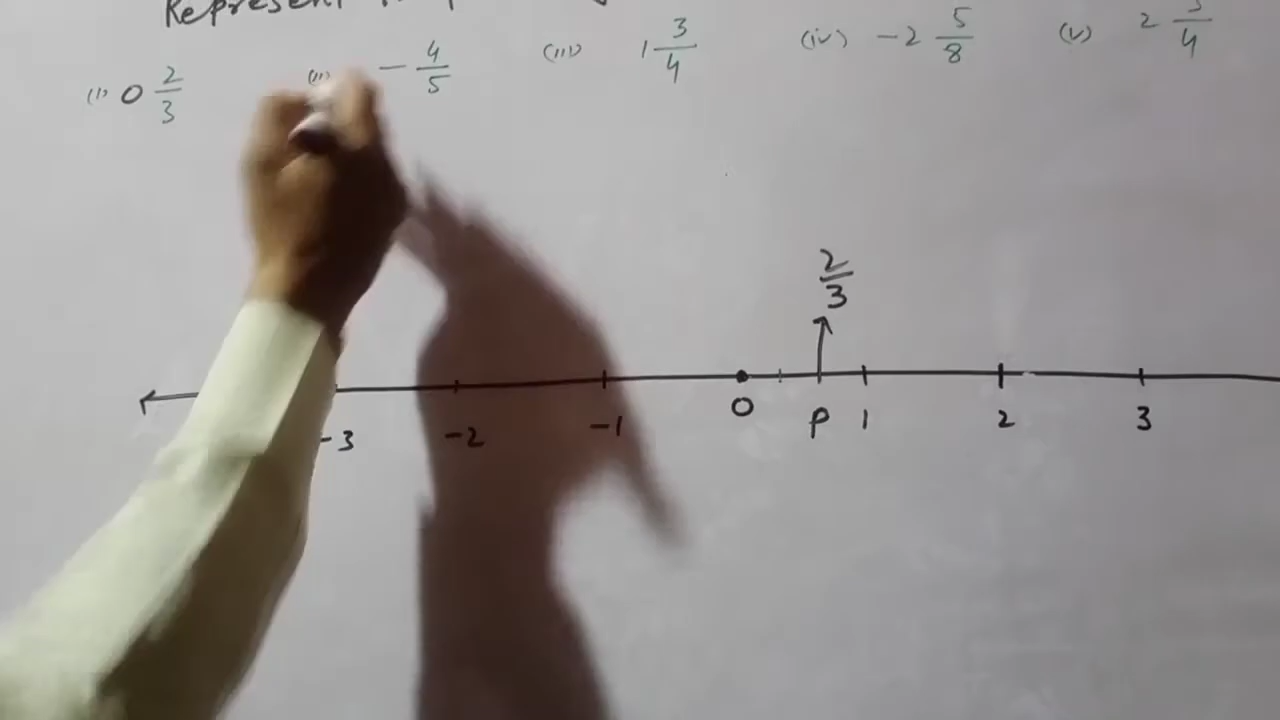 Represent
(i) 0 2/3 (ii) - 4/5 (iii) 1 3/4 (iv) -2 5/8 (v) 2 3/4
2/3
-3 -2 -1 0 P 1 2 3